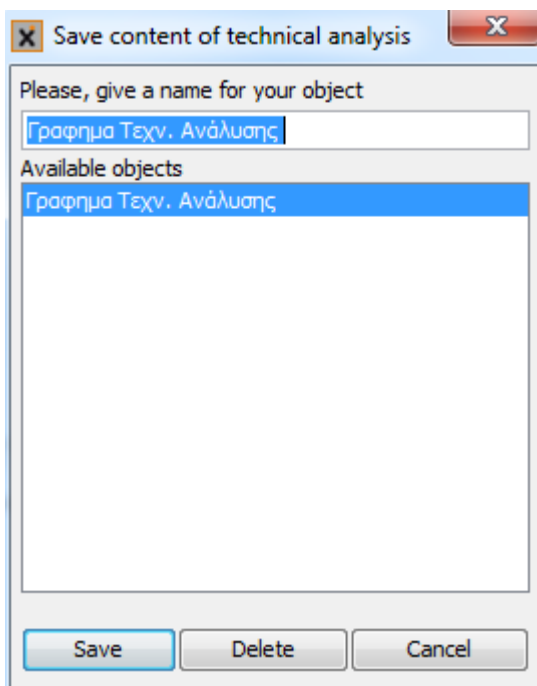 Save content of technical analysis
Please, give a name for your object
Γραφημα Τεχν. Ανάλυσης
Available objects
Γραφημα Τεχν. Ανάλυσης
Save Delete Cancel